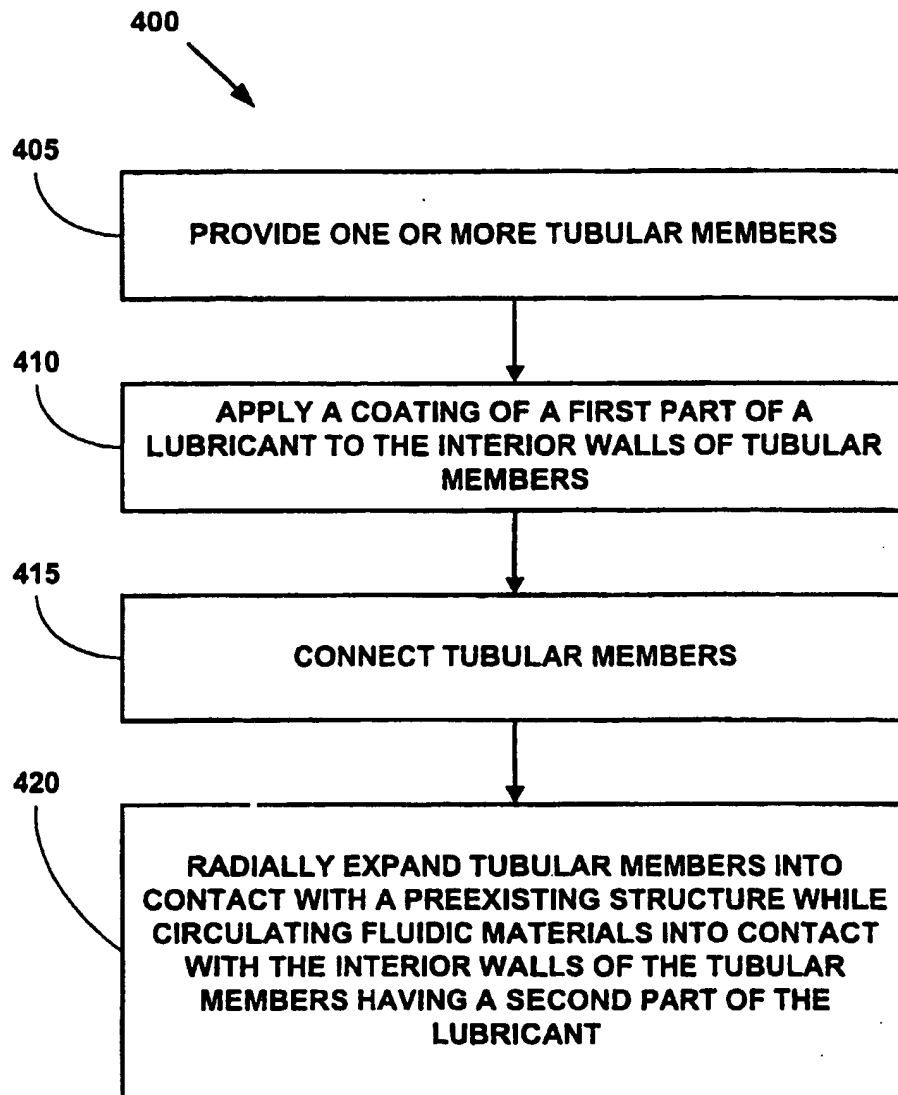 400
405
PROVIDE ONE OR MORE TUBULAR MEMBERS
410
APPLY A COATING OF A FIRST PART OF A
LUBRICANT TO THE INTERIOR WALLS OF TUBULAR
MEMBERS
415
CONNECT TUBULAR MEMBERS
420
RADIALLY EXPAND TUBULAR MEMBERS INTO
CONTACT WITH A PREEXISTING STRUCTURE WHILE
CIRCULATING FLUIDIC MATERIALS INTO CONTACT
WITH THE INTERIOR WALLS OF THE TUBULAR
MEMBERS HAVING A SECOND PART OF THE
LUBRICANT